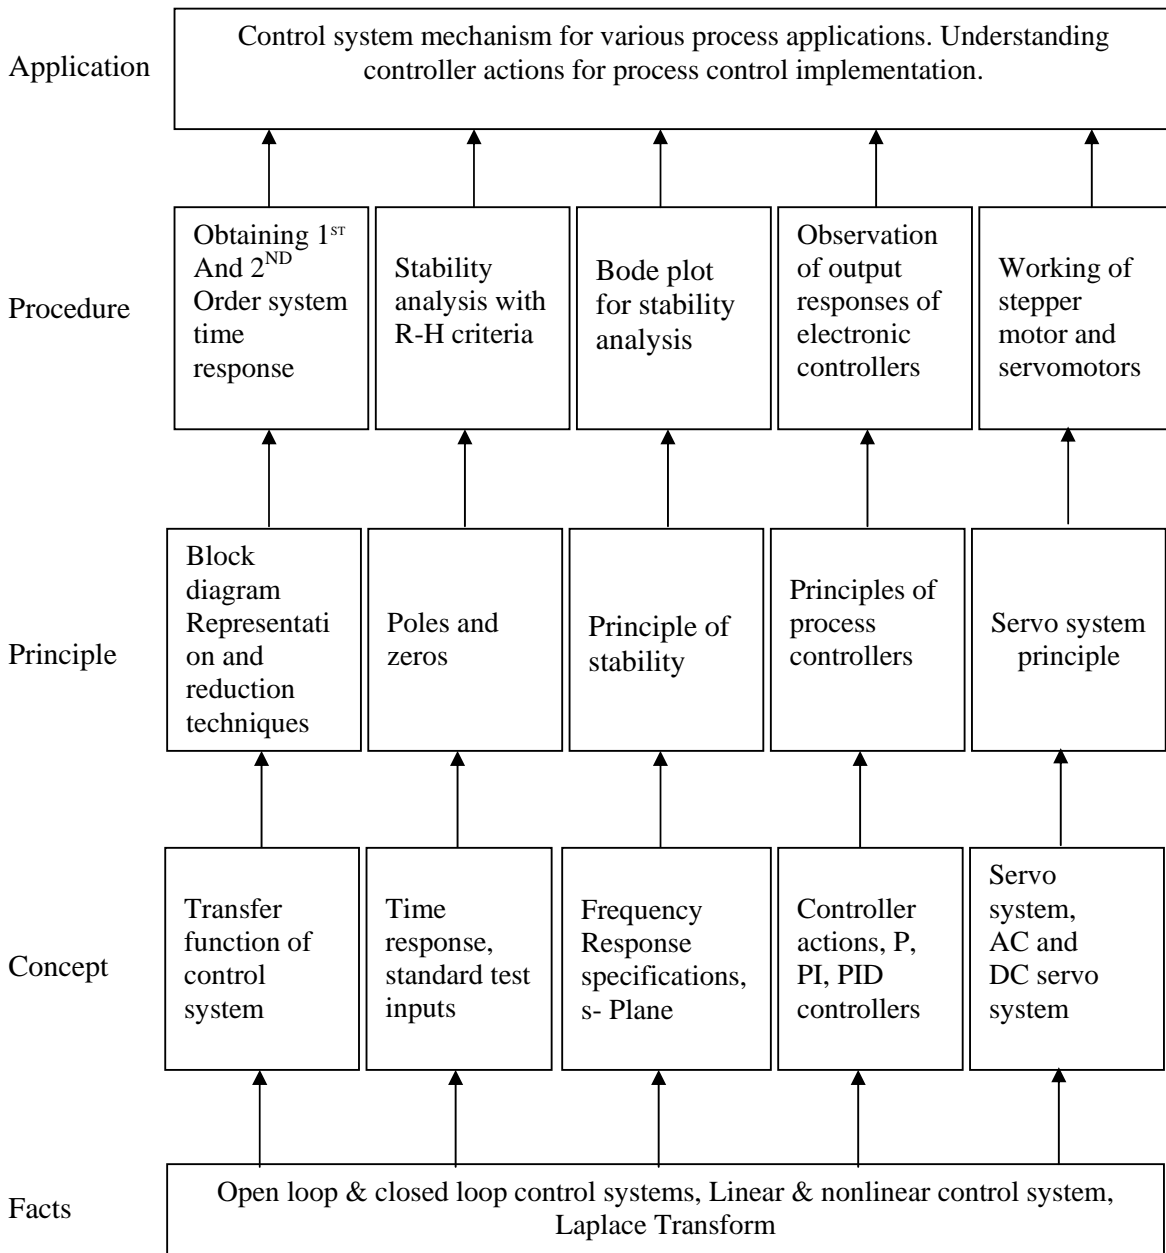 Application
Control system mechanism for various process applications. Understanding
controller actions for process control implementation.
Procedure
Obtaining 1ST
And 2ND
Order system
time
response
Stability
analysis with
R-H criteria
Bode plot
for stability
analysis
Observation
of output
responses of
electronic
controllers
Working of
stepper
motor and
servomotors
Principle
Block
diagram
Representati
on and
reduction
techniques
Poles and
zeros
Principle of
stability
Principles of
process
controllers
Servo system
principle
Concept
Transfer
function of
control
system
Time
response,
standard test
inputs
Frequency
Response
specifications,
s- Plane
Controller
actions, P,
PI, PID
controllers
Servo
system,
AC and
DC servo
system
Facts
Open loop & closed loop control systems, Linear & nonlinear control system,
Laplace Transform